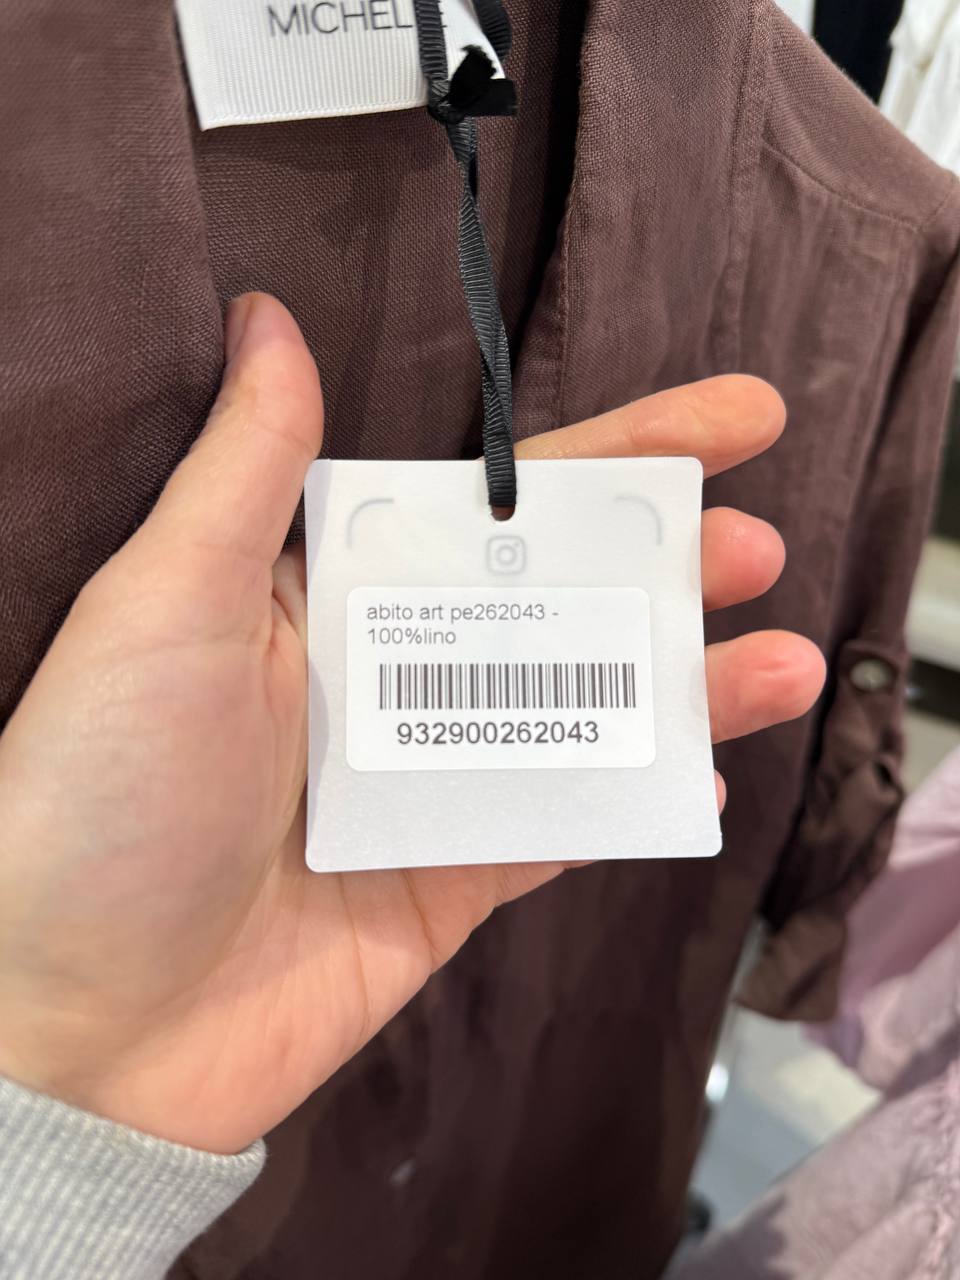 MICHEL
abito art pe262043 -
100%lino
932900262043